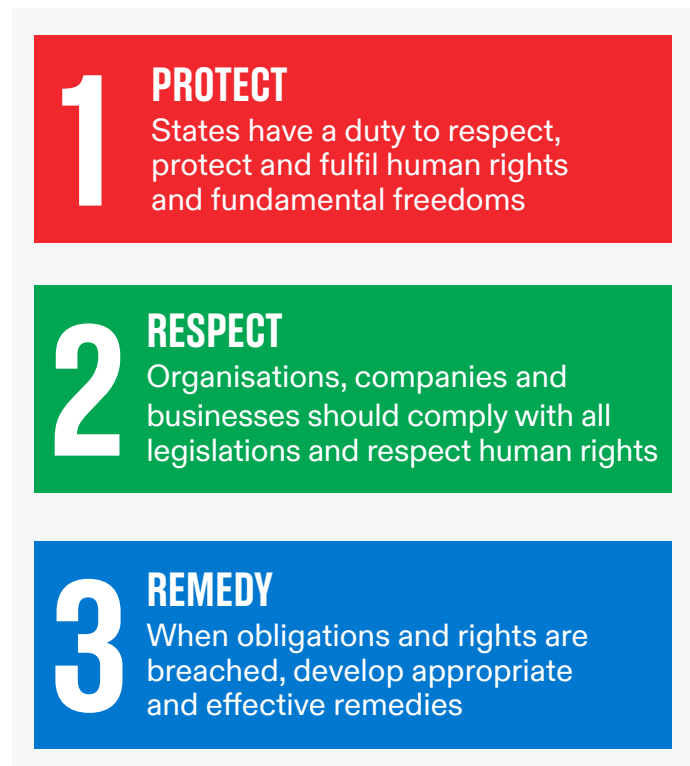 1
PROTECT
States have a duty to respect,
protect and fulfil human rights
and fundamental freedoms
2
RESPECT
Organisations, companies and
businesses should comply with all
legislations and respect human rights
3
REMEDY
When obligations and rights are
breached, develop appropriate
and effective remedies